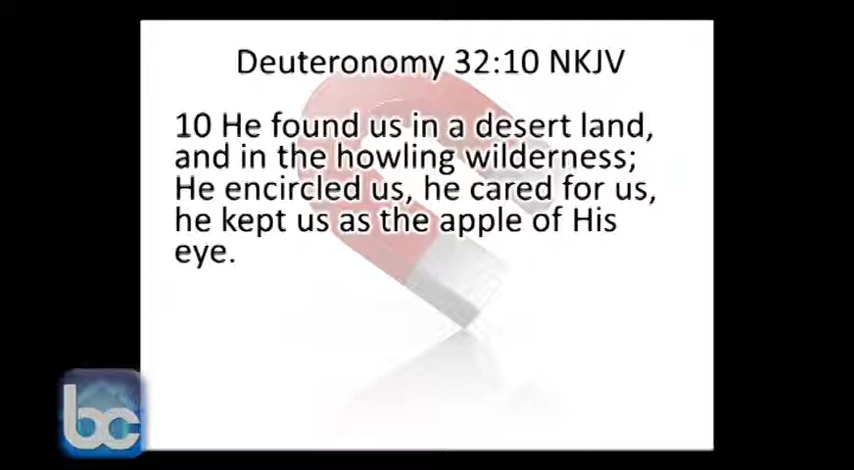 Deuteronomy 32:10 NKJV
10 He found us in a desert land,
and in the howling wilderness;
He encircled us, he cared for us,
he kept us as the apple of His
eye.
bc